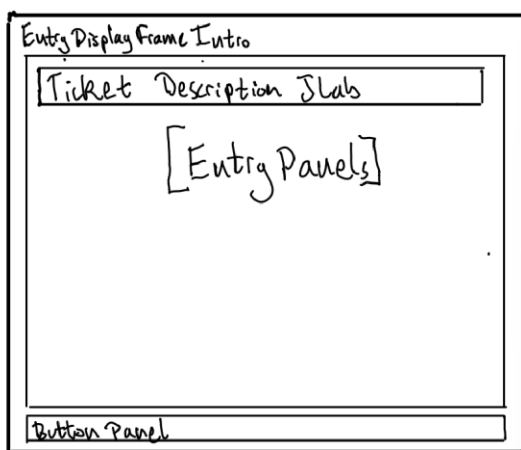 Entry Display Frame Intro
Ticket Description JLab
[Entry Panels]
Button Panel